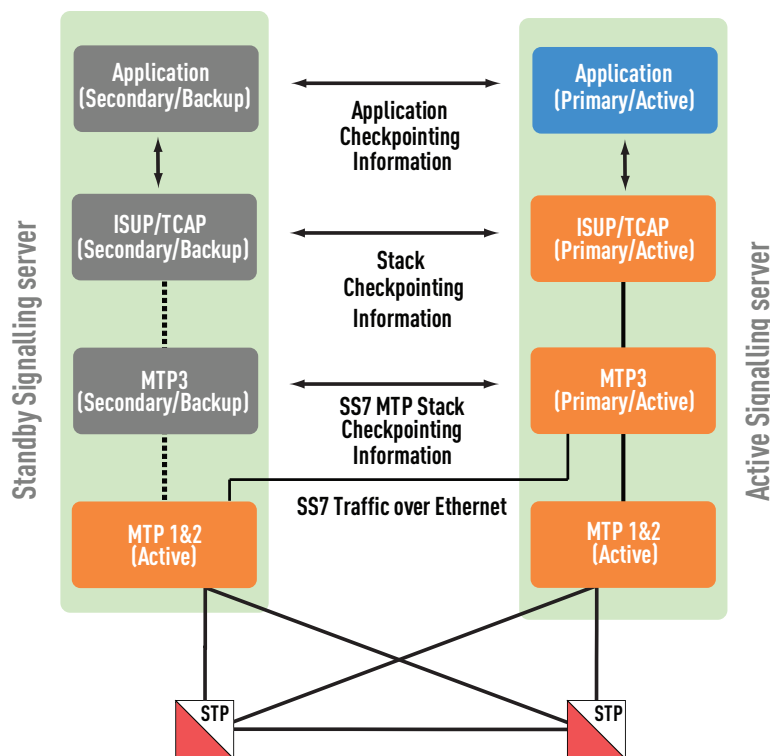 Application
(Secondary/Backup)
Application
Checkpointing
Information
Application
(Primary/Active)
ISUP/TCAP
(Secondary/Backup)
Stack
Checkpointing
Information
ISUP/TCAP
(Primary/Active)
MTP3
(Secondary/Backup)
SS7 MTP Stack
Checkpointing
Information
MTP3
(Primary/Active)
SS7 Traffic over Ethernet
MTP 1&2
(Active)
MTP 1&2
(Active)
Standby Signalling server
Active Signalling server
STP
STP